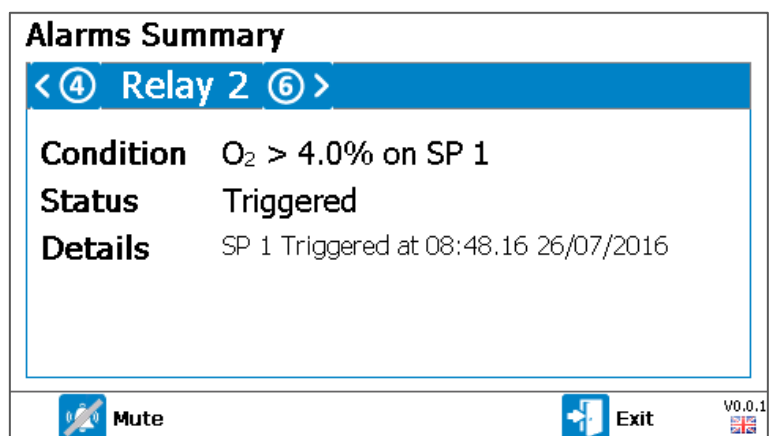 Alarms Summary
< ④ Relay 2 ⑥ >
Condition O₂ > 4.0% on SP 1
Status Triggered
Details SP 1 Triggered at 08:48.16 26/07/2016
Mute Exit V0.0.1